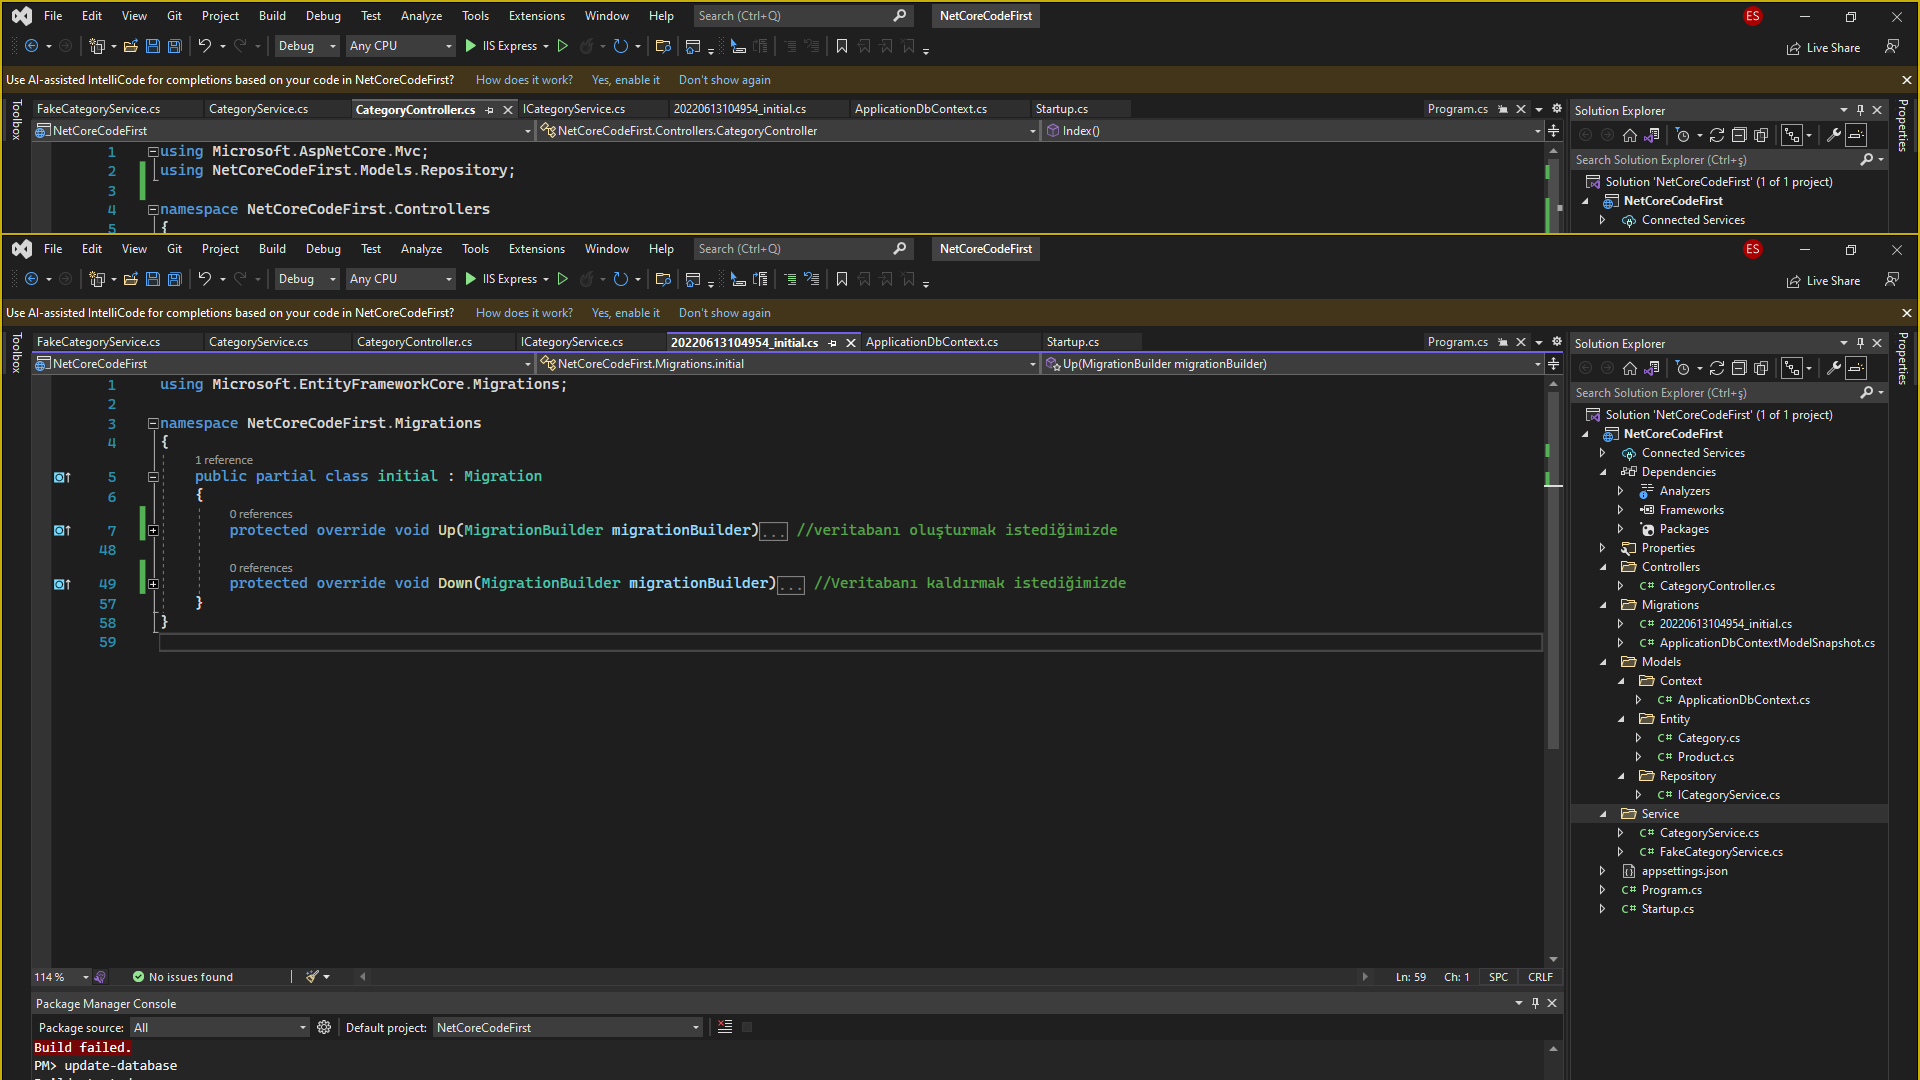 File Edit View Git Project Build Debug Test Analyze Tools Extensions Window Help Search (Ctrl+Q) NetCoreCodeFirst ES
Debug Any CPU IIS Express Live Share
Use AI-assisted IntelliCode for completions based on your code in NetCoreCodeFirst? How does it work? Yes, enable it Don't show again
Toolbox
FakeCategoryService.cs CategoryService.cs CategoryController.cs ICategoryService.cs 20220613104954_initial.cs ApplicationDbContext.cs Startup.cs Program.cs
NetCoreCodeFirst NetCoreCodeFirst.Controllers.CategoryController Index()
1 using Microsoft.AspNetCore.Mvc;
2 using NetCoreCodeFirst.Models.Repository;
3
4 namespace NetCoreCodeFirst.Controllers
5 {
Solution Explorer
Search Solution Explorer (Ctrl+ş)
Solution 'NetCoreCodeFirst' (1 of 1 project)
NetCoreCodeFirst
Connected Services
Properties
File Edit View Git Project Build Debug Test Analyze Tools Extensions Window Help Search (Ctrl+Q) NetCoreCodeFirst ES
Debug Any CPU IIS Express Live Share
Use AI-assisted IntelliCode for completions based on your code in NetCoreCodeFirst? How does it work? Yes, enable it Don't show again
Toolbox
FakeCategoryService.cs CategoryService.cs CategoryController.cs ICategoryService.cs 20220613104954_initial.cs ApplicationDbContext.cs Startup.cs Program.cs
NetCoreCodeFirst NetCoreCodeFirst.Migrations.initial Up(MigrationBuilder migrationBuilder)
1 using Microsoft.EntityFrameworkCore.Migrations;
2
3 namespace NetCoreCodeFirst.Migrations
4 {
1 reference
5 public partial class initial : Migration
6 {
0 references
7 protected override void Up(MigrationBuilder migrationBuilder)... //veritabanı oluşturmak istediğimizde
48
0 references
49 protected override void Down(MigrationBuilder migrationBuilder)... //Veritabanı kaldırmak istediğimizde
57 }
58 }
59
Solution Explorer
Search Solution Explorer (Ctrl+ş)
Solution 'NetCoreCodeFirst' (1 of 1 project)
NetCoreCodeFirst
Connected Services
Dependencies
Analyzers
Frameworks
Packages
Properties
Controllers
C# CategoryController.cs
Migrations
C# 20220613104954_initial.cs
C# ApplicationDbContextModelSnapshot.cs
Models
Context
C# ApplicationDbContext.cs
Entity
C# Category.cs
C# Product.cs
Repository
C# ICategoryService.cs
Service
C# CategoryService.cs
C# FakeCategoryService.cs
appsettings.json
C# Program.cs
C# Startup.cs
Properties
114 % No issues found Ln: 59 Ch: 1 SPC CRLF
Package Manager Console
Package source: All Default project: NetCoreCodeFirst
Build failed.
PM> update-database